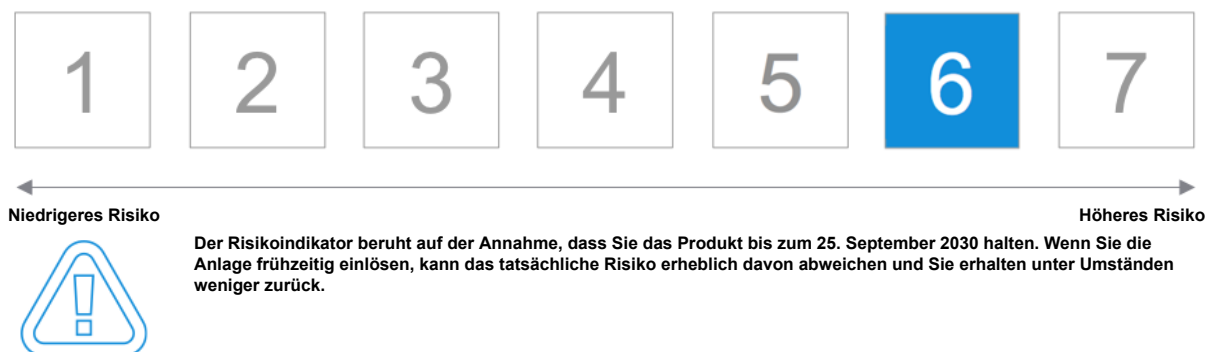 1 2 3 4 5 6 7
Niedrigeres Risiko Höheres Risiko
Der Risikoindikator beruht auf der Annahme, dass Sie das Produkt bis zum 25. September 2030 halten. Wenn Sie die
Anlage frühzeitig einlösen, kann das tatsächliche Risiko erheblich davon abweichen und Sie erhalten unter Umständen
weniger zurück.